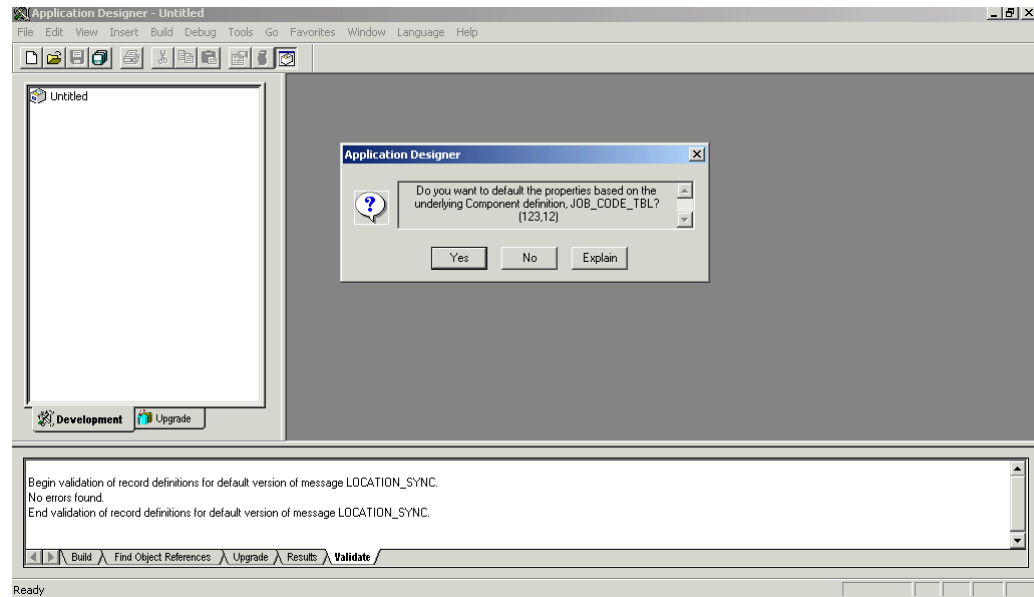 Application Designer - Untitled
File Edit View Insert Build Debug Tools Go Favorites Window Language Help
Untitled
Application Designer
Do you want to default the properties based on the
underlying Component definition, JOB_CODE_TBL?
(123,12)
Yes No Explain
Development Upgrade
Begin validation of record definitions for default version of message LOCATION_SYNC.
No errors found.
End validation of record definitions for default version of message LOCATION_SYNC.
Build Find Object References Upgrade Results Validate
Ready